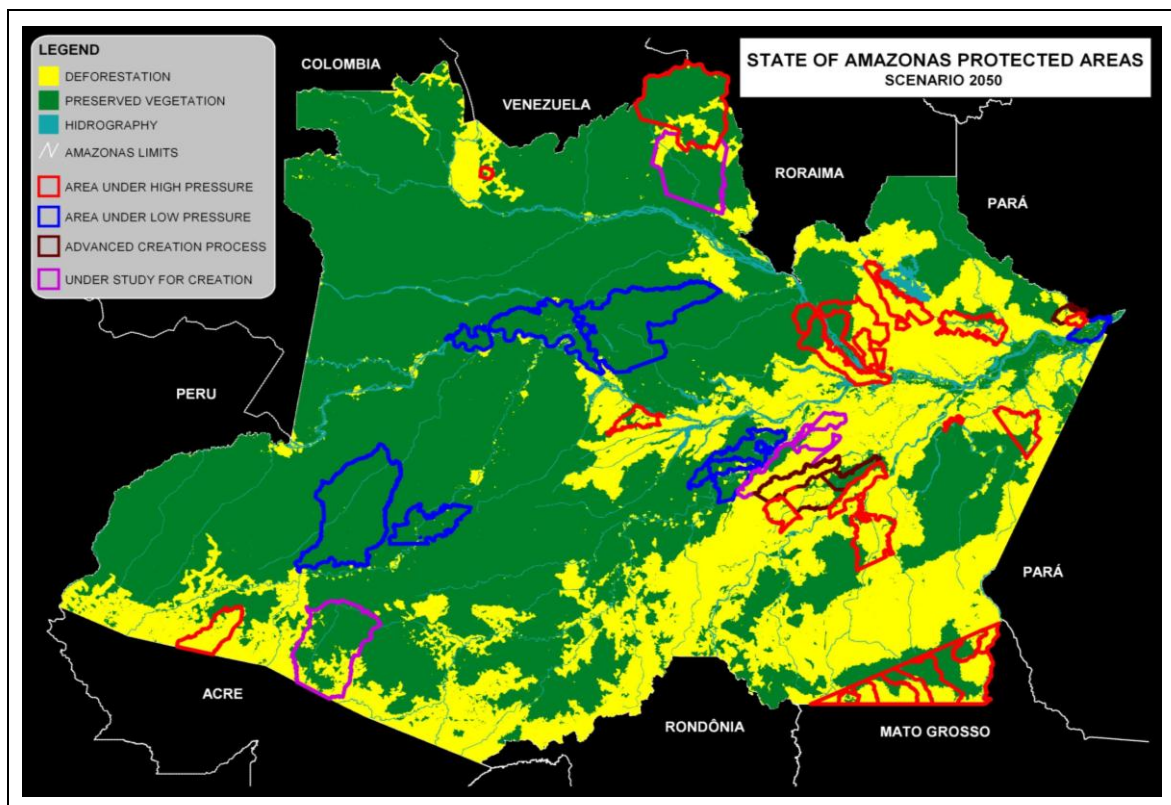 LEGEND
DEFORESTATION
PRESERVED VEGETATION
HIDROGRAPHY
AMAZONAS LIMITS
AREA UNDER HIGH PRESSURE
AREA UNDER LOW PRESSURE
ADVANCED CREATION PROCESS
UNDER STUDY FOR CREATION
STATE OF AMAZONAS PROTECTED AREAS
SCENARIO 2050
COLOMBIA
VENEZUELA
RORAIMA
PARÁ
PERU
PARÁ
ACRE
RONDÔNIA
MATO GROSSO